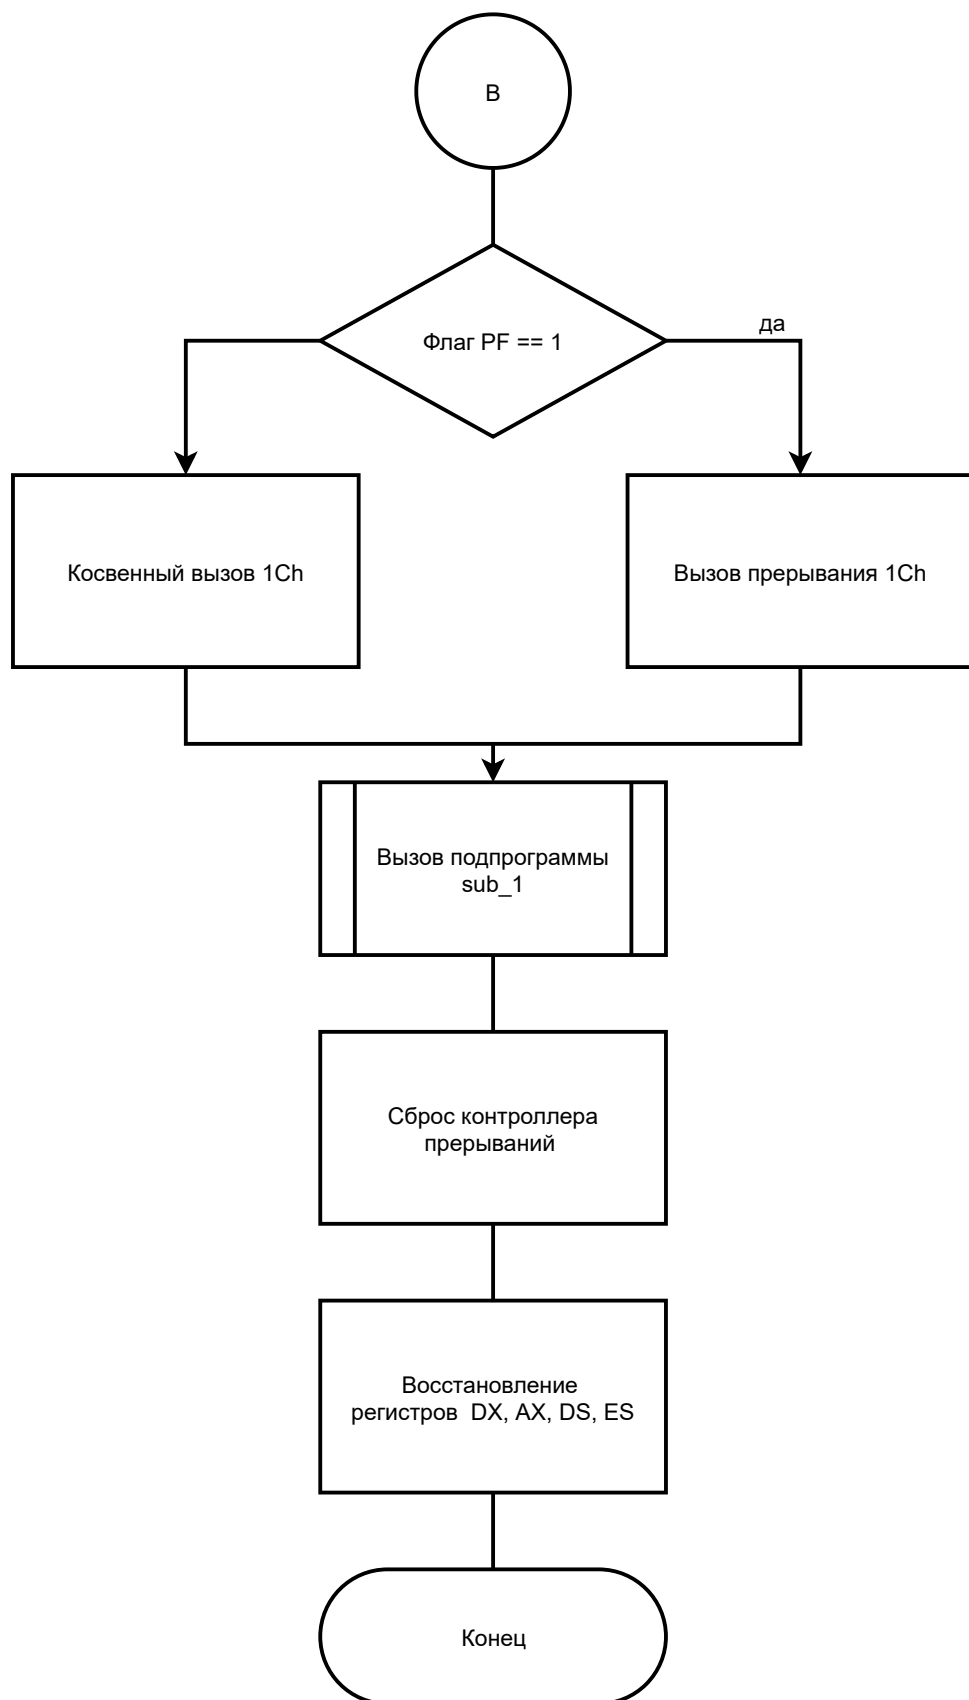 B
Флаг PF == 1
да
Косвенный вызов 1Ch
Вызов прерывания 1Ch
Вызов подпрограммы
sub_1
Сброс контроллера
прерываний
Восстановление
регистров DX, AX, DS, ES
Конец